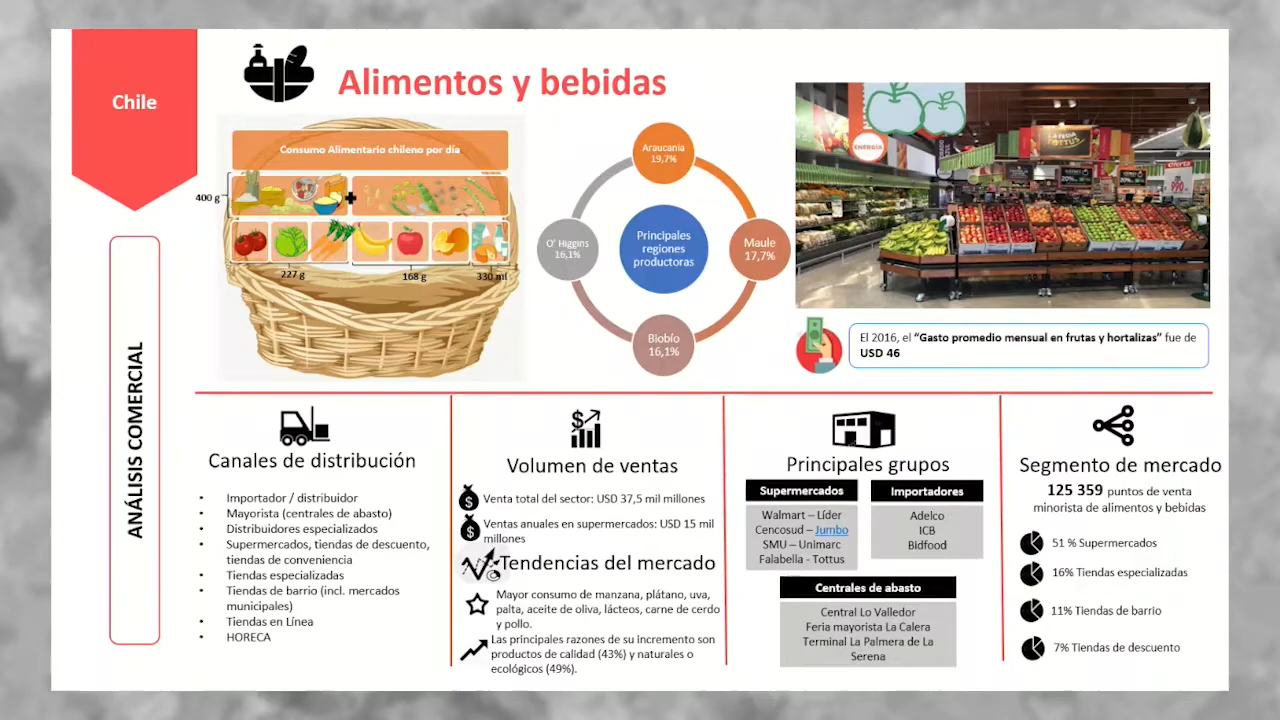 Chile
Alimentos y bebidas
Consumo Alimentario chileno por día
400 g
227 g
168 g
330 ml
Araucanía
19,7%
O' Higgins
16,1%
Principales
regiones
productoras
Maule
17,7%
Biobío
16,1%
ENERGÍA
LA FERIA
TOTTUS
Oferta
El 2016, el “Gasto promedio mensual en frutas y hortalizas” fue de
USD 46
ANÁLISIS COMERCIAL
Canales de distribución
• Importador / distribuidor
• Mayorista (centrales de abasto)
• Distribuidores especializados
• Supermercados, tiendas de descuento,
tiendas de conveniencia
• Tiendas especializadas
• Tiendas de barrio (incl. mercados
municipales)
• Tiendas en Línea
• HORECA
Volumen de ventas
Venta total del sector: USD 37,5 mil millones
Ventas anuales en supermercados: USD 15 mil
millones
Tendencias del mercado
Mayor consumo de manzana, plátano, uva,
palta, aceite de oliva, lácteos, carne de cerdo
y pollo.
Las principales razones de su incremento son
productos de calidad (43%) y naturales o
ecológicos (49%).
Principales grupos
Supermercados
Walmart – Líder
Cencosud – Jumbo
SMU – Unimarc
Falabella - Tottus
Importadores
Adelco
ICB
Bidfood
Centrales de abasto
Central Lo Valledor
Feria mayorista La Calera
Terminal La Palmera de La
Serena
Segmento de mercado
125 359 puntos de venta
minorista de alimentos y bebidas
51 % Supermercados
16% Tiendas especializadas
11% Tiendas de barrio
7% Tiendas de descuento